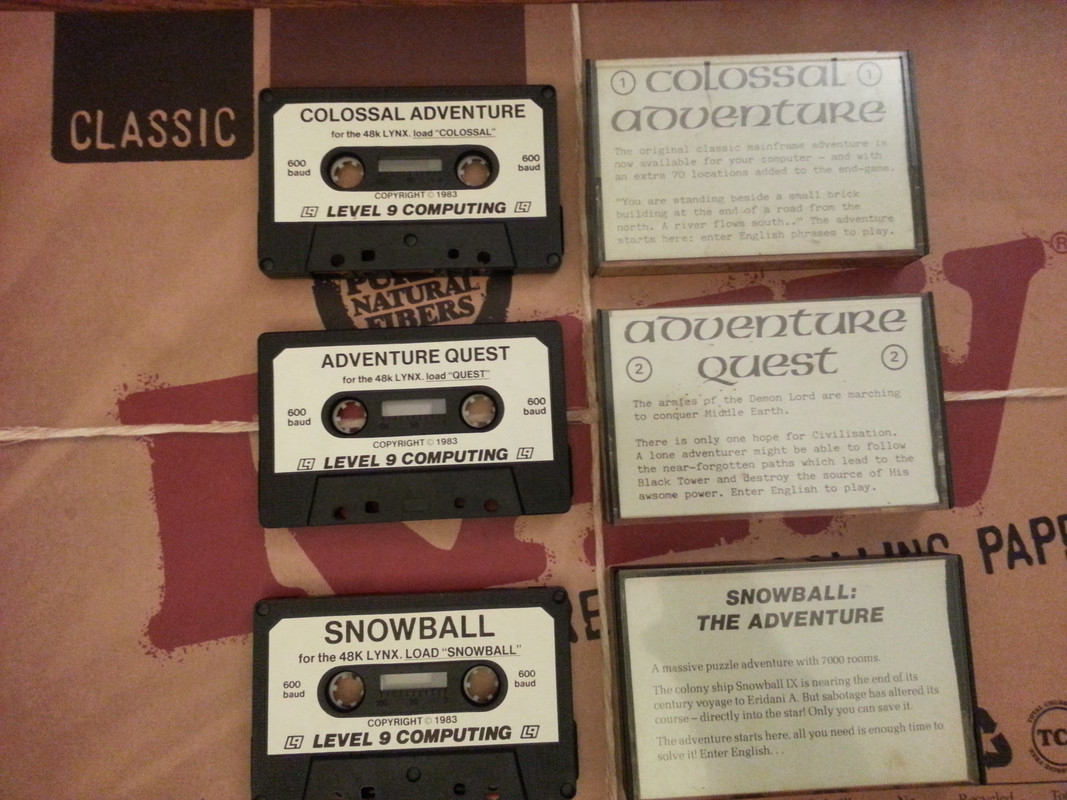 CLASSIC
COLOSSAL ADVENTURE
for the 48k LYNX. load "COLOSSAL"
600 baud
600 baud
COPYRIGHT © 1983
L9 LEVEL 9 COMPUTING L9
1 COLOSSAL 1
ADVENTURE
The original classic mainframe adventure is
now available for your computer - and with
an extra 70 locations added to the end-game.
"You are standing beside a small brick
building at the end of a road from the
north. A river flows south.." The adventure
starts here: enter English phrases to play.
®
NATURAL
FIBERS
ADVENTURE QUEST
for the 48k LYNX. load "QUEST"
600 baud
600 baud
COPYRIGHT © 1983
L9 LEVEL 9 COMPUTING L9
ADVENTURE
2 QUEST 2
The armies of the Demon Lord are marching
to conquer Middle Earth.
There is only one hope for Civilisation.
A lone adventurer might be able to follow
the near-forgotten paths which lead to the
Black Tower and destroy the source of His
awsome power. Enter English to play.
SNOWBALL
for the 48K LYNX. LOAD "SNOWBALL"
600 baud
600 baud
COPYRIGHT © 1983
L9 LEVEL 9 COMPUTING L9
SNOWBALL:
THE ADVENTURE
A massive puzzle adventure with 7000 rooms.
The colony ship Snowball IX is nearing the end of its
century voyage to Eridani A. But sabotage has altered its
course – directly into the star! Only you can save it.
The adventure starts here, all you need is enough time to
solve it! Enter English. . .